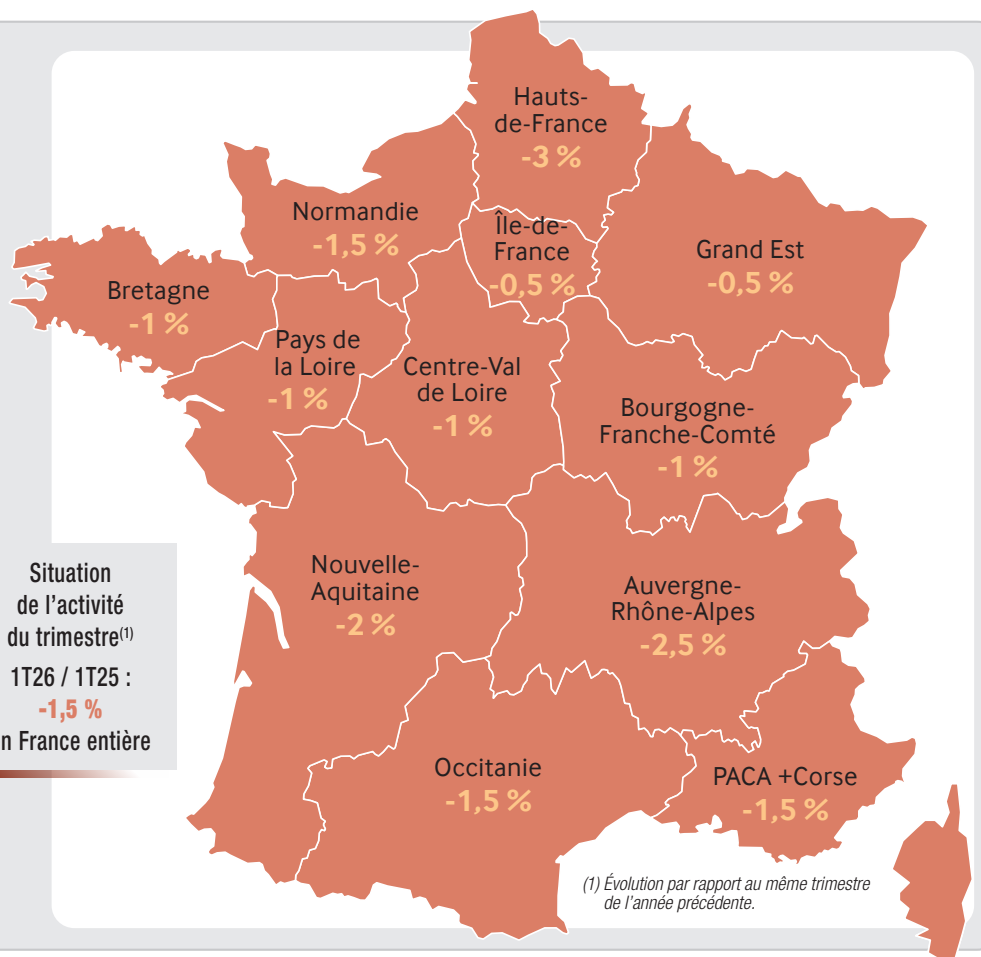 Hauts-
de-France
-3 %
Normandie
-1,5 %
Île-de-
France
-0,5 %
Grand Est
-0,5 %
Bretagne
-1 %
Pays de
la Loire
-1 %
Centre-Val
de Loire
-1 %
Bourgogne-
Franche-Comté
-1 %
Nouvelle-
Aquitaine
-2 %
Auvergne-
Rhône-Alpes
-2,5 %
Situation
de l’activité
du trimestre(1)
1T26 / 1T25 :
-1,5 %
n France entière
Occitanie
-1,5 %
PACA +Corse
-1,5 %
(1) Évolution par rapport au même trimestre
de l’année précédente.